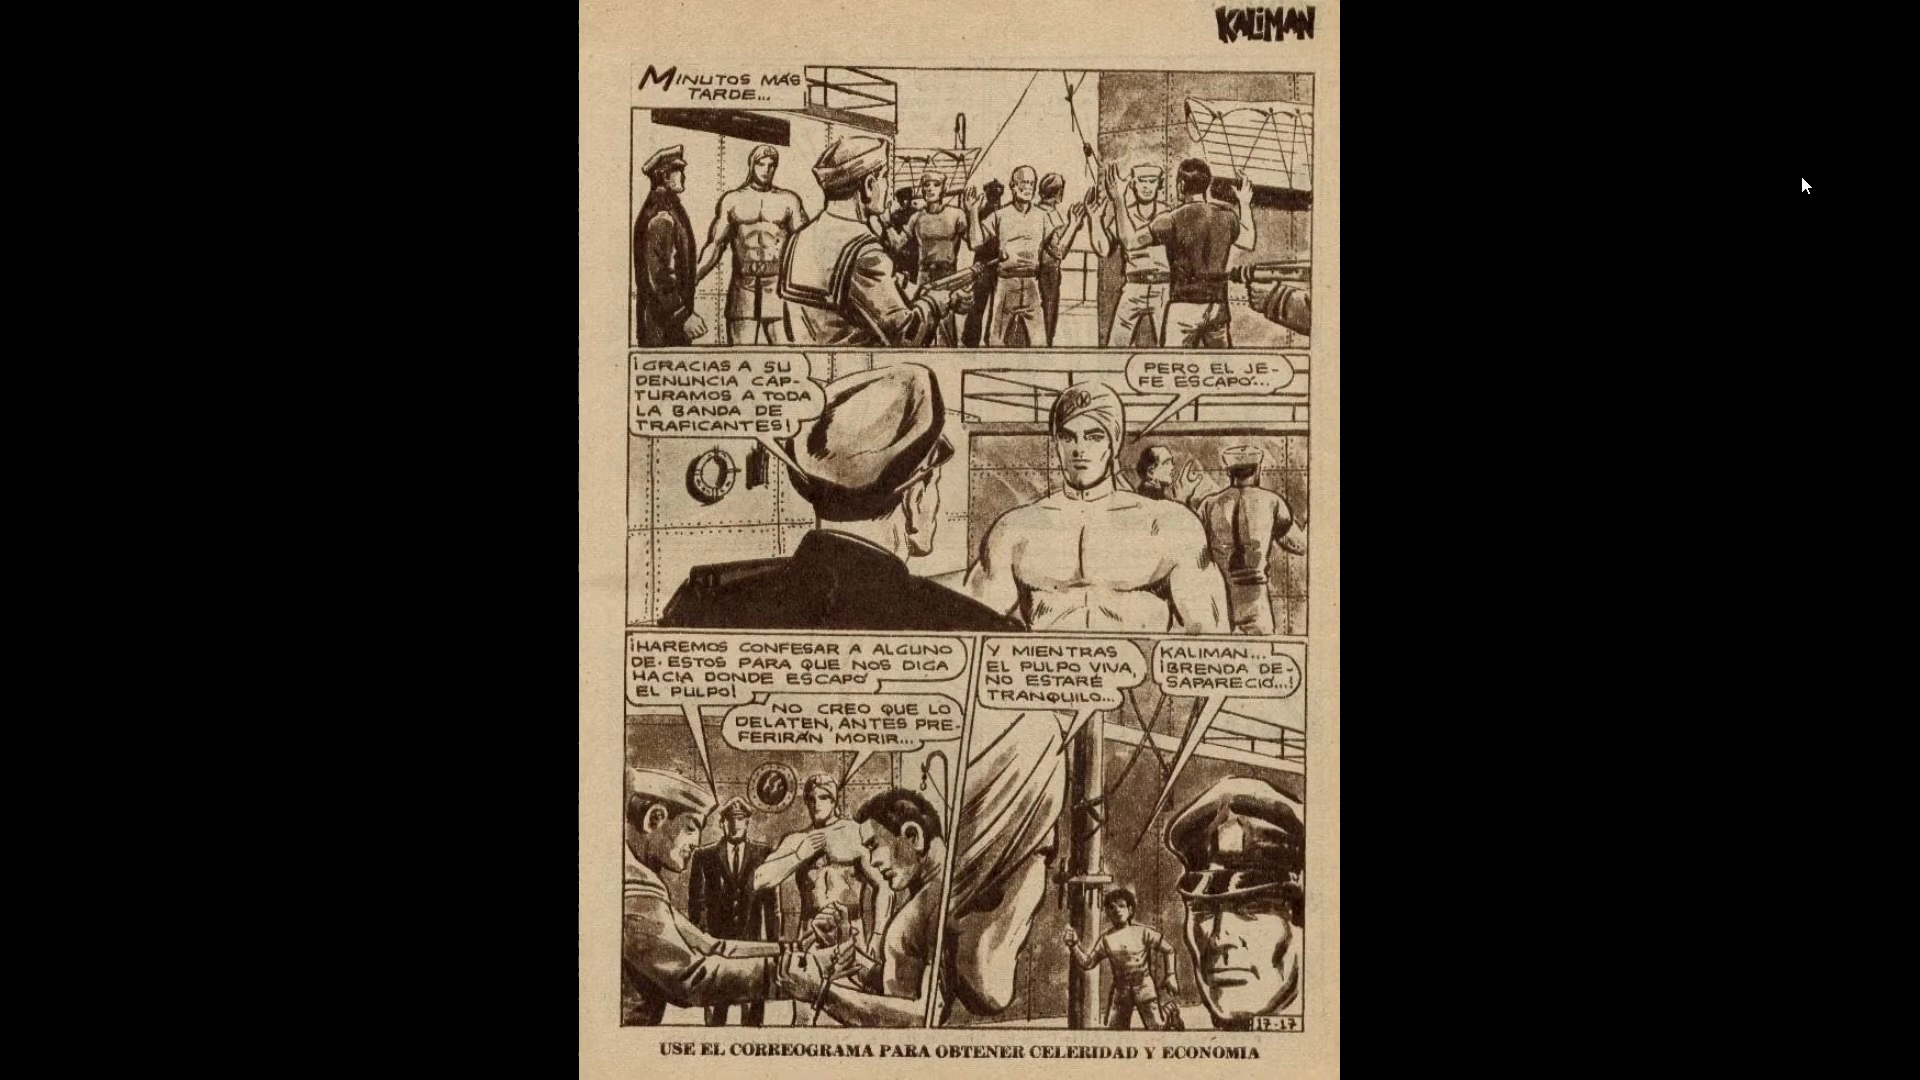 KALIMAN
MINUTOS MÁS
TARDE...
¡GRACIAS A SU
DENUNCIA CAP-
TURAMOS A TODA
LA BANDA DE
TRAFICANTES!
PERO EL JE-
FE ESCAPÓ...
¡HAREMOS CONFESAR A ALGUNO
DE ESTOS PARA QUE NOS DIGA
HACIA DONDE ESCAPÓ
EL PULPO!
NO CREO QUE LO
DELATEN, ANTES PRE-
FERIRÁN MORIR...
Y MIENTRAS
EL PULPO VIVA,
NO ESTARÉ
TRANQUILO...
KALIMAN...
¡BRENDA DE-
SAPARECIÓ...!
17-17
USE EL CORREOGRAMA PARA OBTENER CELERIDAD Y ECONOMIA